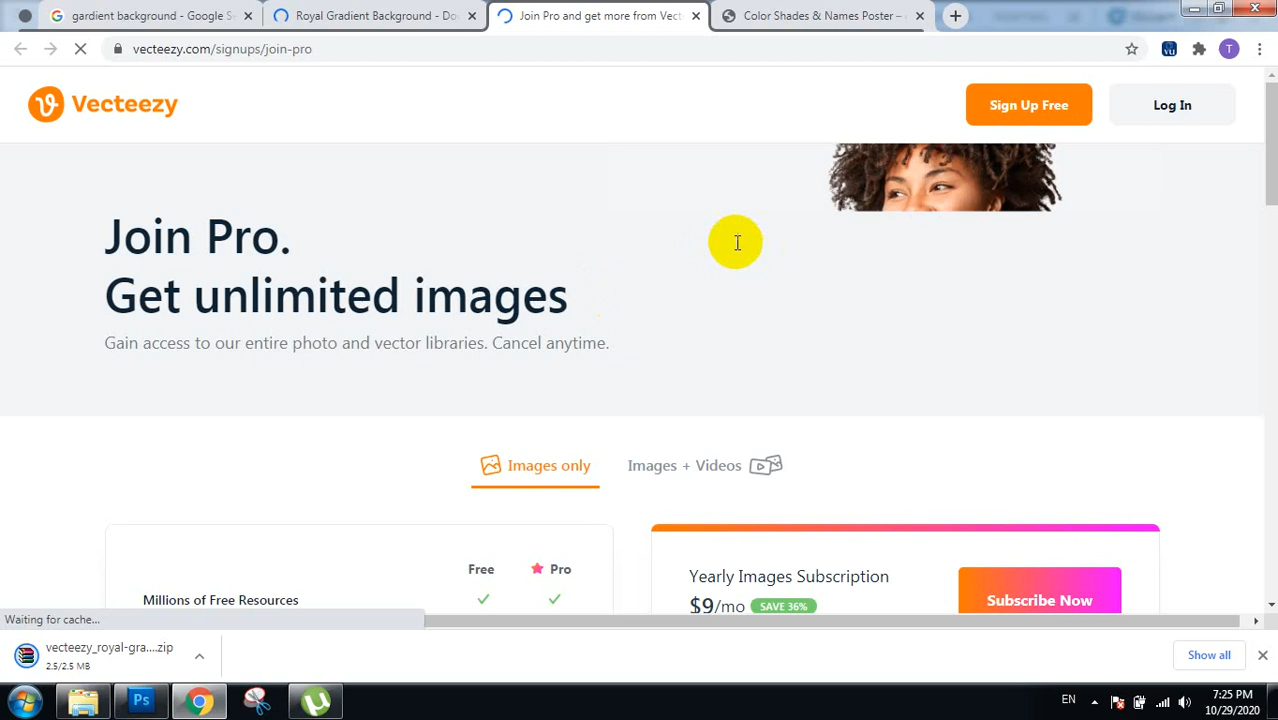 gardient background - Google S
Royal Gradient Background - Do
Join Pro and get more from Vect
Color Shades & Names Poster –
vecteezy.com/signups/join-pro
T
Vecteezy
Sign Up Free
Log In
Join Pro.
Get unlimited images
Gain access to our entire photo and vector libraries. Cancel anytime.
Images only
Images + Videos
Free
Pro
Millions of Free Resources
Yearly Images Subscription
$9/mo
SAVE 36%
Subscribe Now
Waiting for cache...
vecteezy_royal-gra....zip
2.5/2.5 MB
Show all
Ps
EN
7:25 PM
10/29/2020